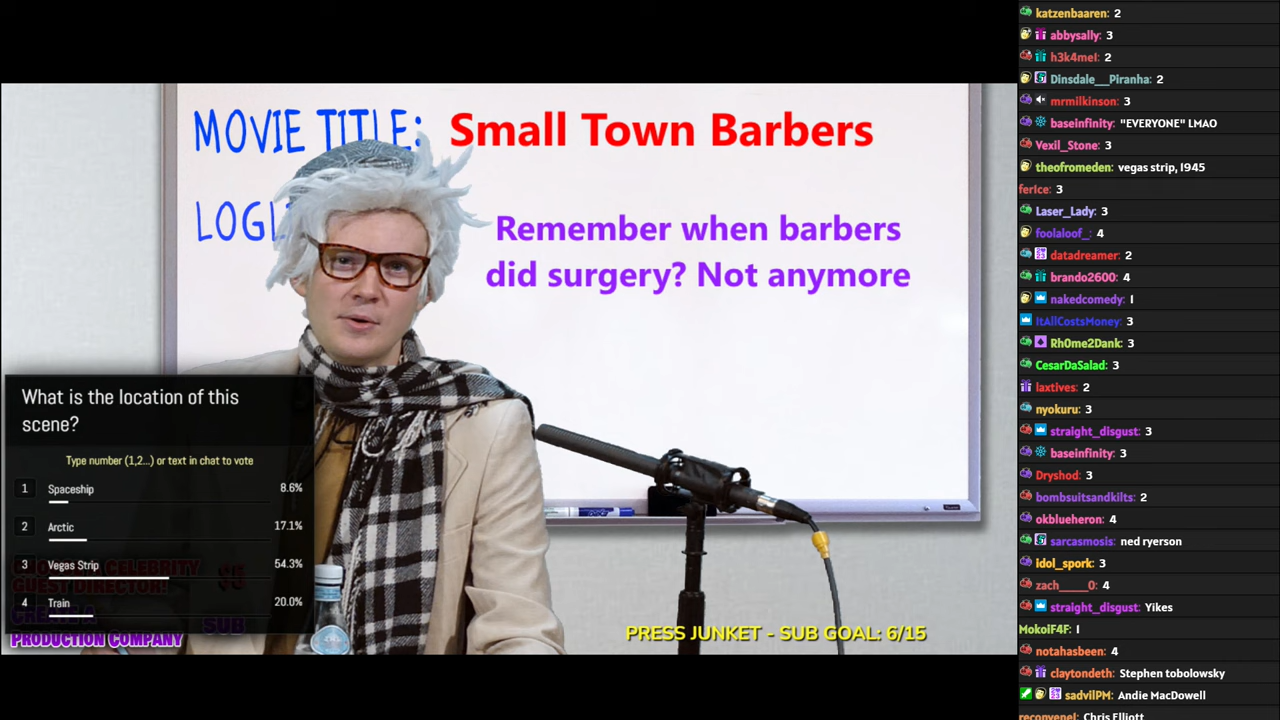 MOVIE TITLE: Small Town Barbers
Remember when barbers
did surgery? Not anymore
What is the location of this
scene?
Type number (1,2...) or text in chat to vote
1 Spaceship 8.6%
2 Arctic 17.1%
3 Vegas Strip 54.3%
4 Train 20.0%
PRODUCTION COMPANY
SUB
PRESS JUNKET - SUB GOAL: 6/15
katzenbaaren: 2
abbysally: 3
h3k4mel: 2
Dinsdale__Piranha: 2
mrmilkinson: 3
baseinfinity: "EVERYONE" LMAO
Vexil_Stone: 3
theofromeden: vegas strip, 1945
ferice: 3
Laser_Lady: 3
foolaloof_: 4
datadreamer: 2
brando2600: 4
nakedcomedy: 1
ItAllCostsMoney: 3
Rh0me2Dank: 3
CesarDaSalad: 3
laxtives: 2
nyokuru: 3
straight_disgust: 3
baseinfinity: 3
Dryshod: 3
bombsuitsandkilts: 2
okblueheron: 4
sarcasmosis: ned ryerson
idol_spork: 3
zach_____0: 4
straight_disgust: Yikes
MokoiF4F: 1
notahasbeen: 4
claytondeth: Stephen tobolowsky
sadvilPM: Andie MacDowell
Chris Elliott